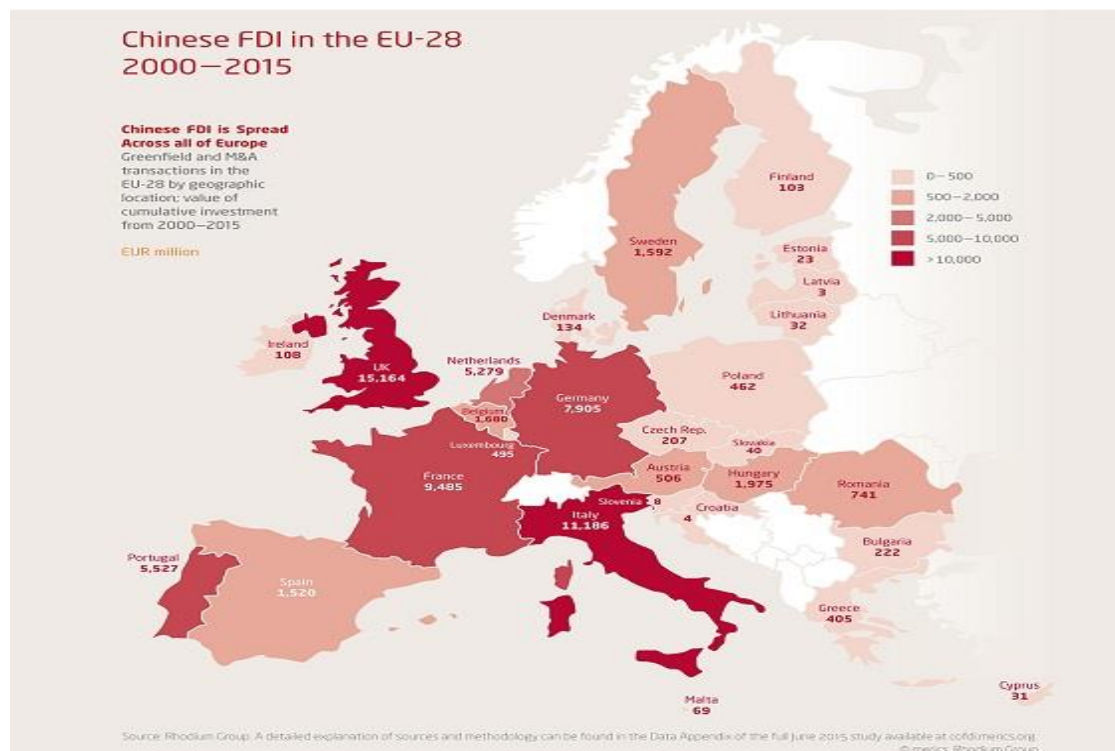 Chinese FDI in the EU-28
2000—2015
Chinese FDI is Spread
Across all of Europe
Greenfield and M&A
transactions in the
EU-28 by geographic
location; value of
cumulative investment
from 2000—2015
EUR million
0—500
500—2,000
2,000—5,000
5,000—10,000
>10,000
Finland
103
Sweden
1,592
Estonia
23
Latvia
3
Lithuania
32
Denmark
134
Ireland
108
UK
15,164
Netherlands
5,279
Belgium
1,680
Luxembourg
495
Germany
7,905
Poland
462
Czech Rep.
207
Slovakia
40
Austria
506
Hungary
1,975
Romania
741
France
9,485
Slovenia 8
Croatia
4
Italy
11,186
Bulgaria
222
Portugal
5,527
Spain
1,520
Greece
405
Cyprus
31
Malta
69
Source: Rhodium Group. A detailed explanation of sources and methodology can be found in the Data Appendix of the full June 2015 study available at cofdi.merics.org.
© merics, Rhodium Group